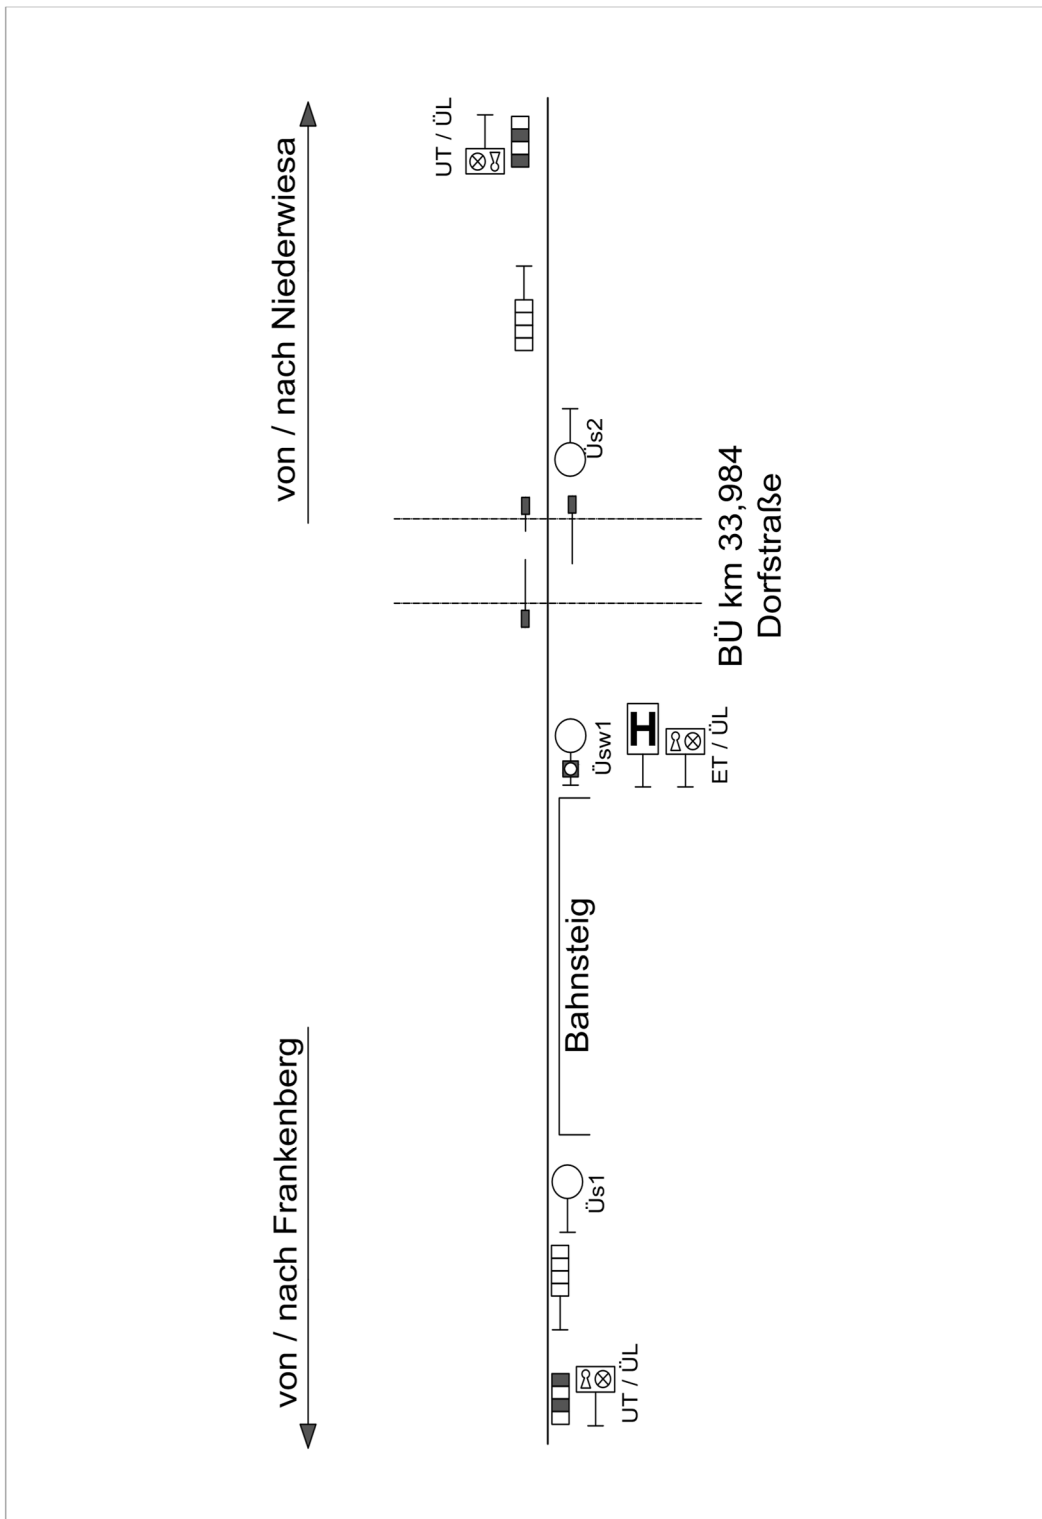 von / nach Frankenberg
von / nach Niederwiesa
UT / ÜL
UT / ÜL
Üs1
Bahnsteig
Üsw1
H
ET / ÜL
Üs2
BÜ km 33,984
Dorfstraße